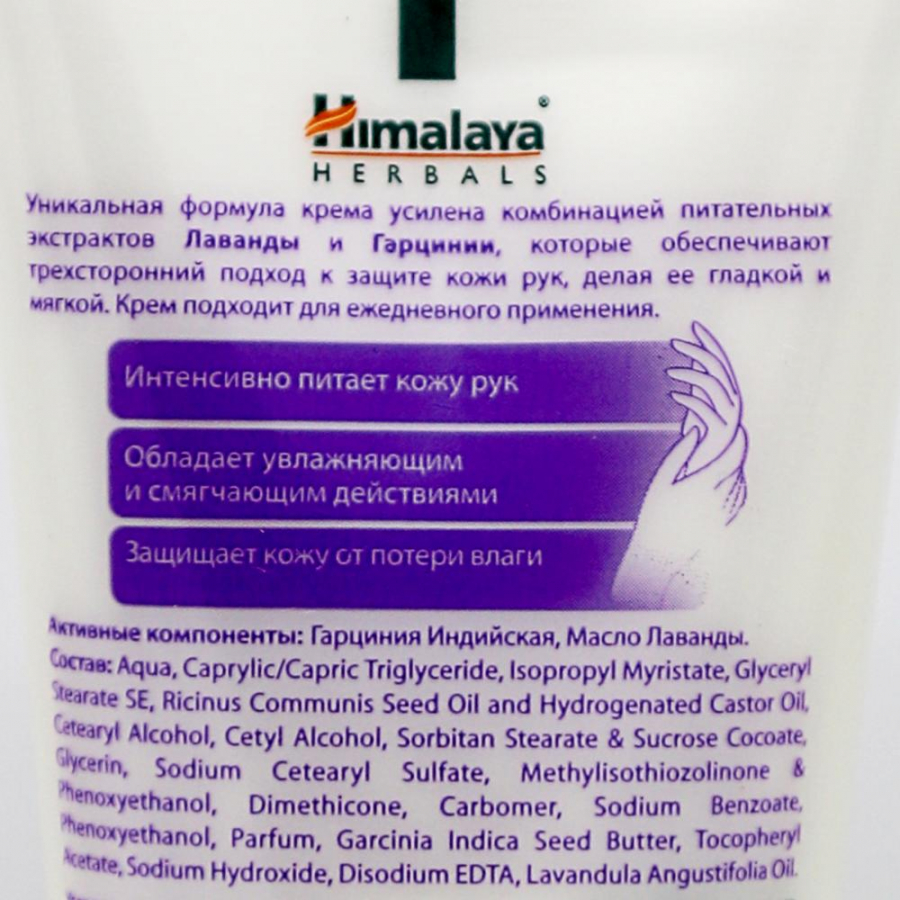 Himalaya®
HERBALS
Уникальная формула крема усилена комбинацией питательных
экстрактов Лаванды и Гарцинии, которые обеспечивают
трехсторонний подход к защите кожи рук, делая ее гладкой и
мягкой. Крем подходит для ежедневного применения.
Интенсивно питает кожу рук
Обладает увлажняющим
и смягчающим действиями
Защищает кожу от потери влаги
Активные компоненты: Гарциния Индийская, Масло Лаванды.
Состав: Aqua, Caprylic/Capric Triglyceride, Isopropyl Myristate, Glyceryl
Stearate SE, Ricinus Communis Seed Oil and Hydrogenated Castor Oil,
Cetearyl Alcohol, Cetyl Alcohol, Sorbitan Stearate & Sucrose Cocoate,
Glycerin, Sodium Cetearyl Sulfate, Methylisothiozolinone &
Phenoxyethanol, Dimethicone, Carbomer, Sodium Benzoate,
Phenoxyethanol, Parfum, Garcinia Indica Seed Butter, Tocopheryl
Acetate, Sodium Hydroxide, Disodium EDTA, Lavandula Angustifolia Oil.